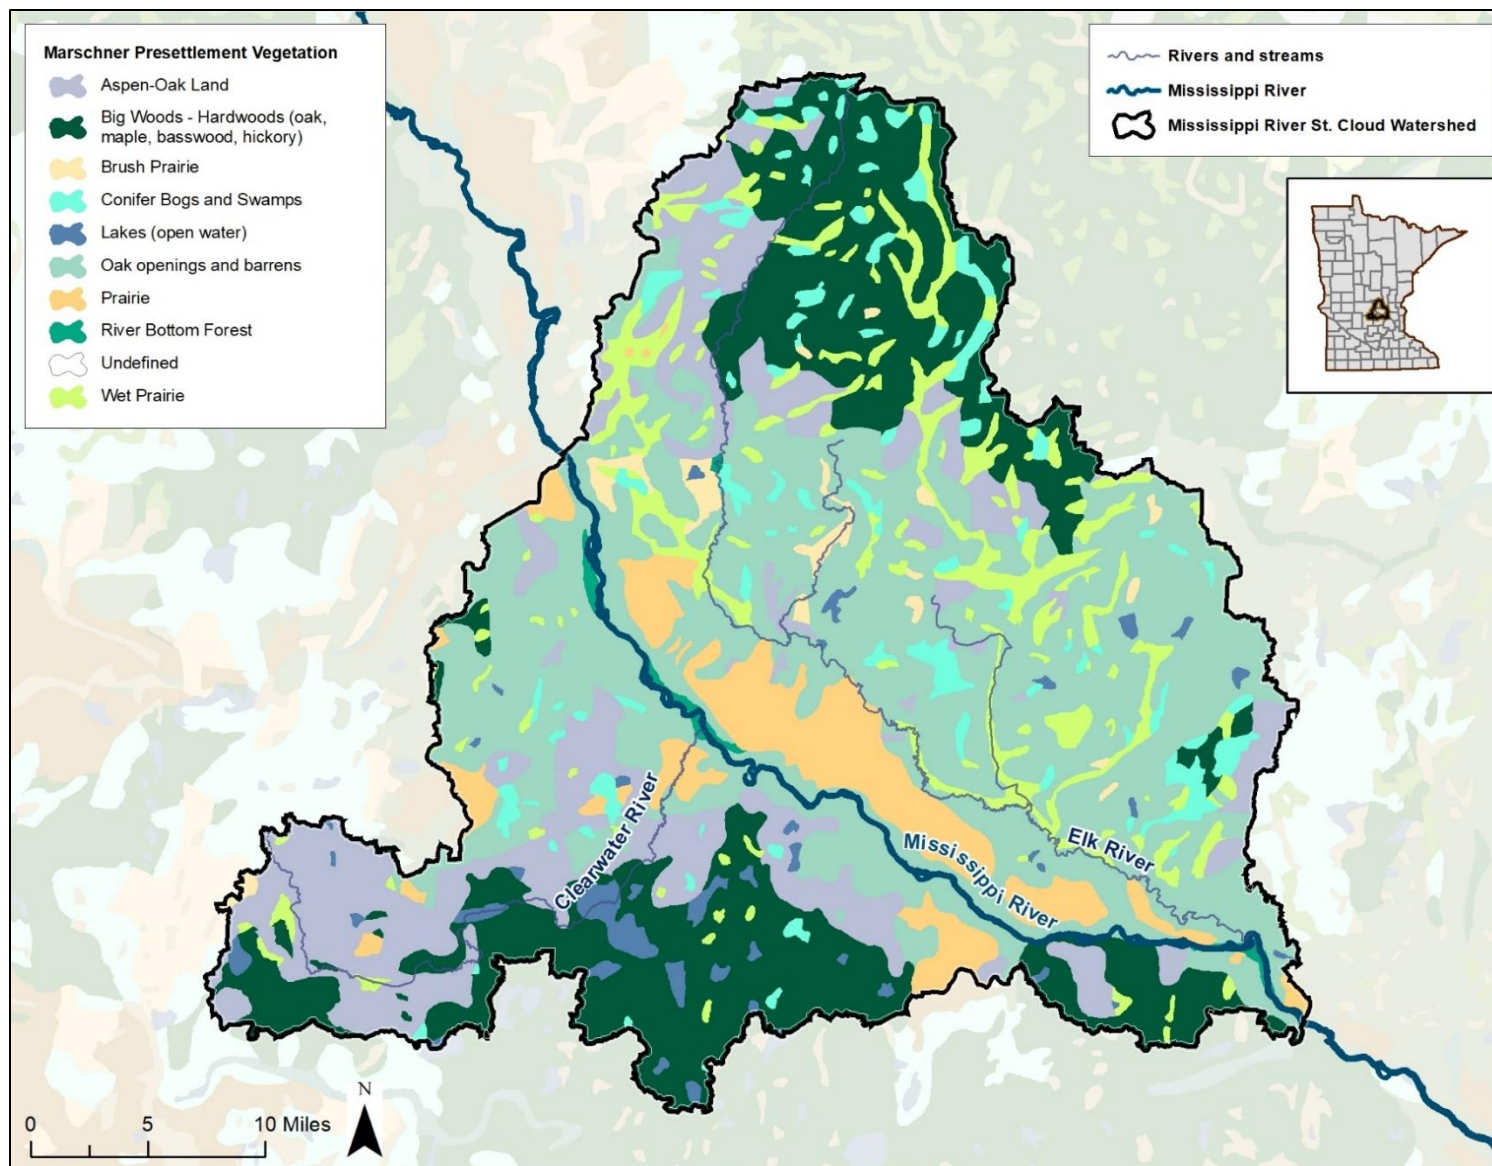 Marschner Presettlement Vegetation
Aspen-Oak Land
Big Woods - Hardwoods (oak,
maple, basswood, hickory)
Brush Prairie
Conifer Bogs and Swamps
Lakes (open water)
Oak openings and barrens
Prairie
River Bottom Forest
Undefined
Wet Prairie
Rivers and streams
Mississippi River
Mississippi River St. Cloud Watershed
Clearwater River
Mississippi River
Elk River
N
0 5 10 Miles